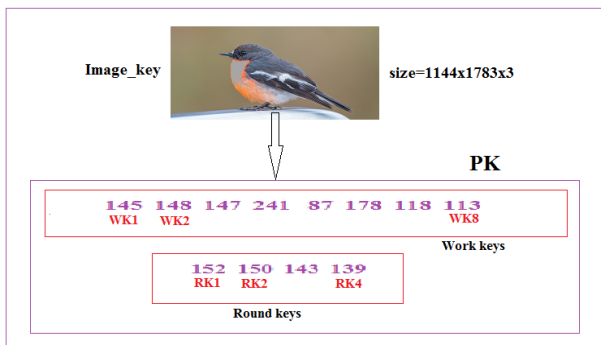 Image_key
size=1144x1783x3
PK
145 148 147 241 87 178 118 113
WK1 WK2 WK8
Work keys
152 150 143 139
RK1 RK2 RK4
Round keys